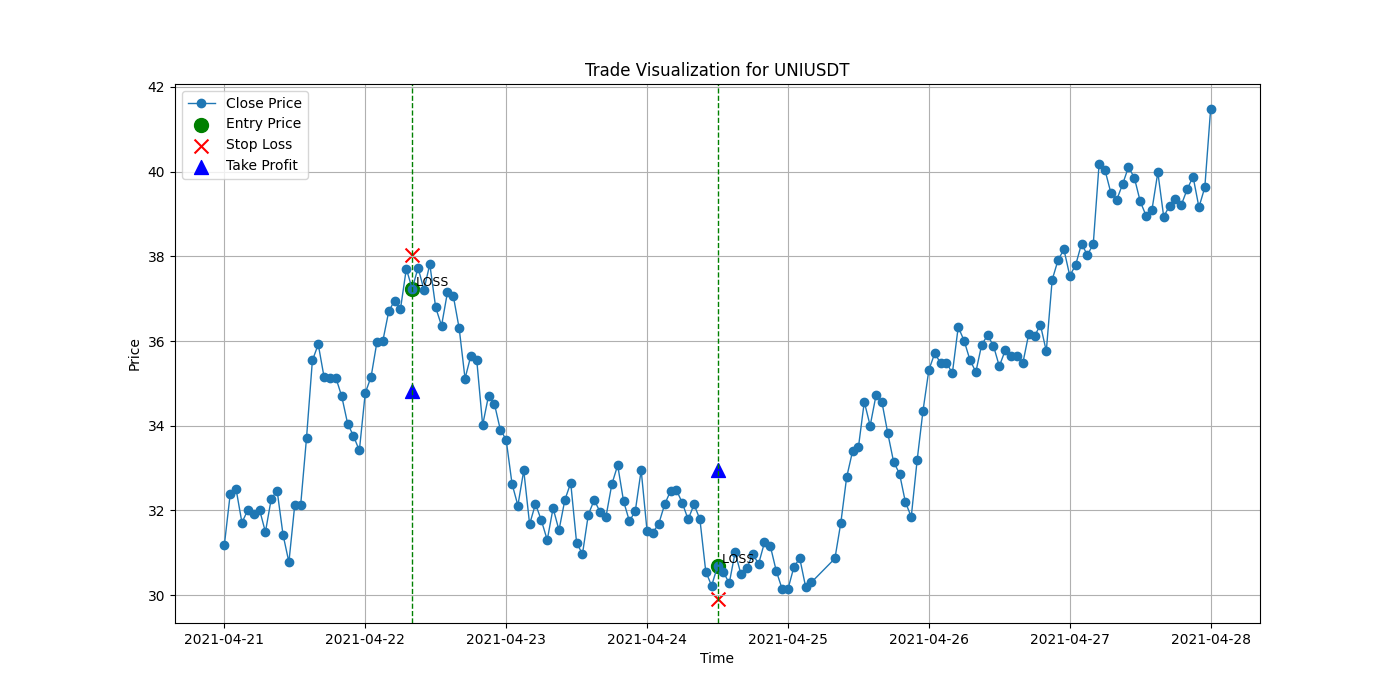 Trade Visualization for UNIUSDT
42
40
38
36
34
32
30
Price
Close Price
Entry Price
Stop Loss
Take Profit
LOSS
LOSS
2021-04-21 2021-04-22 2021-04-23 2021-04-24 2021-04-25 2021-04-26 2021-04-27 2021-04-28
Time